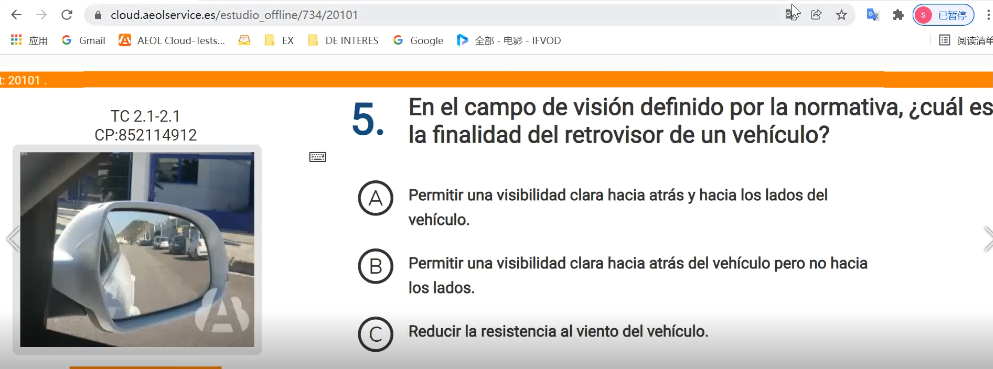 cloud.aeolservice.es/estudio_offline/734/20101
已暂停
应用 Gmail AEOL Cloud-Tests... EX DE INTERES Google 全部 - 电影 - IFVOD 阅读清单
t: 20101 .
TC 2.1-2.1
CP:852114912
5. En el campo de visión definido por la normativa, ¿cuál es
la finalidad del retrovisor de un vehículo?
A Permitir una visibilidad clara hacia atrás y hacia los lados del
vehículo.
B Permitir una visibilidad clara hacia atrás del vehículo pero no hacia
los lados.
C Reducir la resistencia al viento del vehículo.